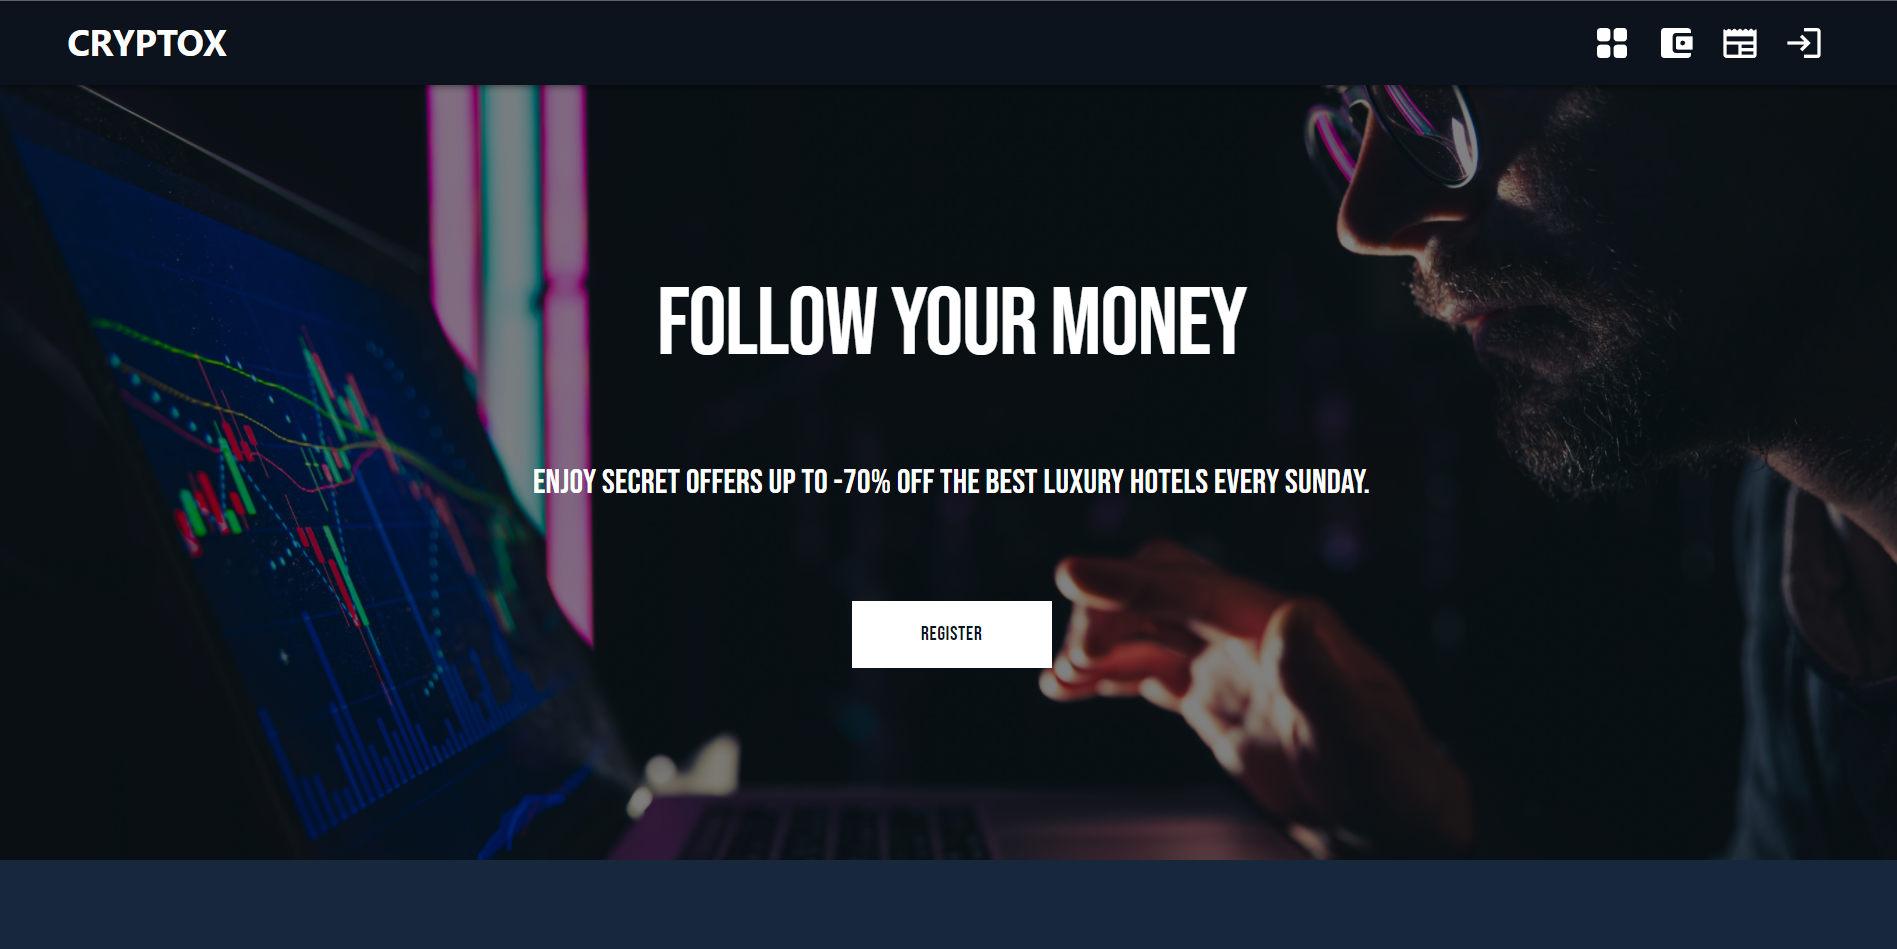 CRYPTOX
FOLLOW YOUR MONEY
ENJOY SECRET OFFERS UP TO -70% OFF THE BEST LUXURY HOTELS EVERY SUNDAY.
REGISTER